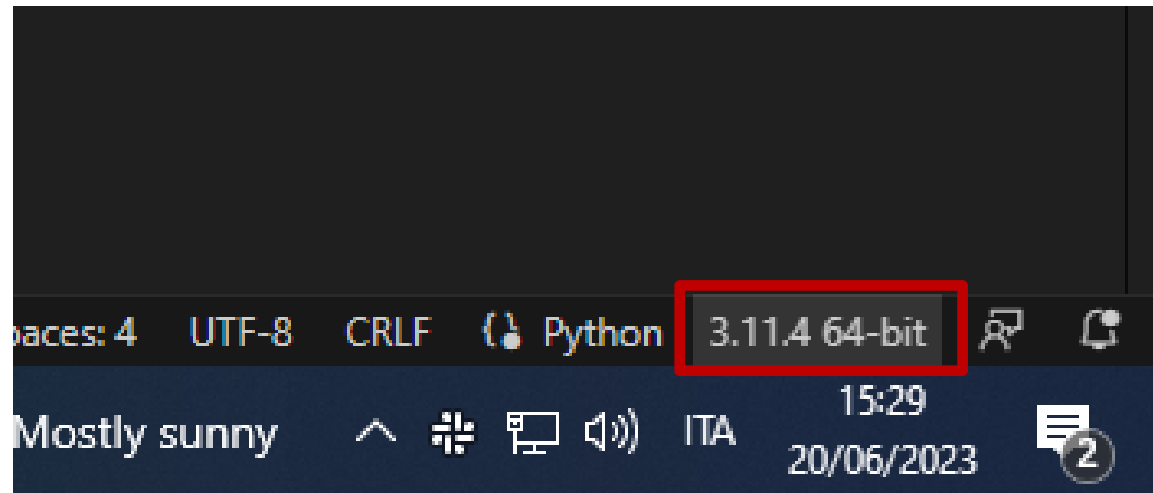 paces: 4 UTF-8 CRLF Python 3.11.4 64-bit
Mostly sunny ITA 15:29
20/06/2023 2